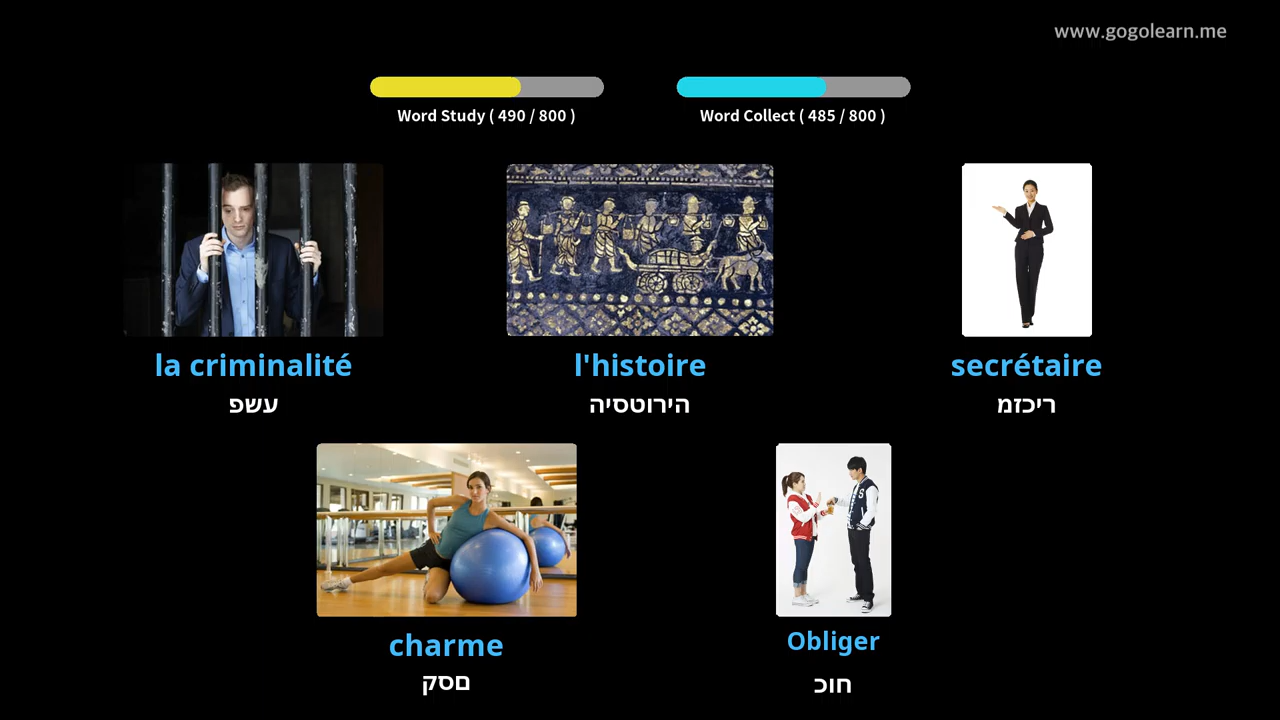 www.gogolearn.me
Word Study ( 490 / 800 )
Word Collect ( 485 / 800 )
la criminalité
עשפ
l'histoire
הירוטסיה
secrétaire
ריכזמ
charme
םסק
Obliger
חוכ